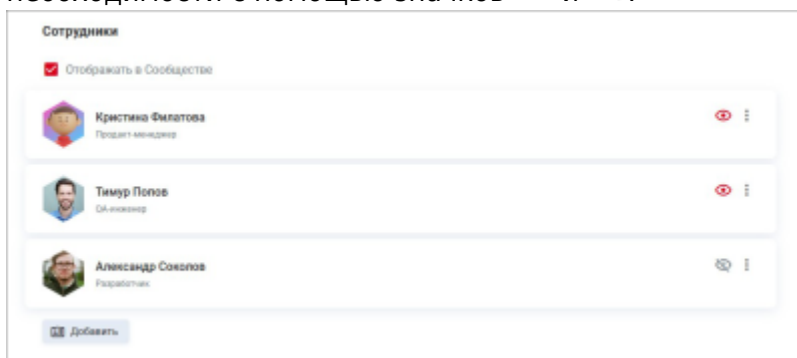 Сотрудники
Отображать в Сообществе
Кристина Филатова
Продакт-менеджер
Тимур Попов
QA-инженер
Александр Соколов
Разработчик
Добавить